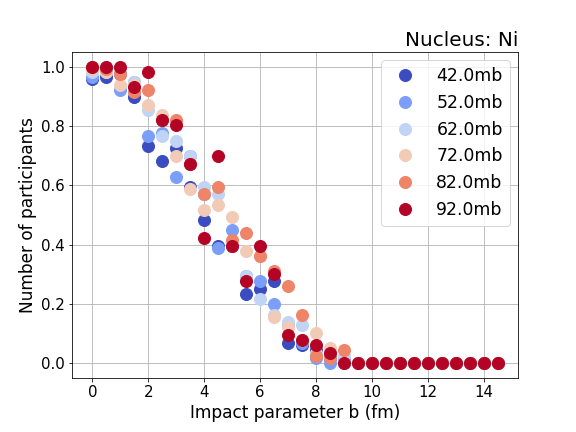 Nucleus: Ni
1.0
0.8
0.6
0.4
0.2
0.0
Number of participants
42.0mb
52.0mb
62.0mb
72.0mb
82.0mb
92.0mb
0 2 4 6 8 10 12 14
Impact parameter b (fm)